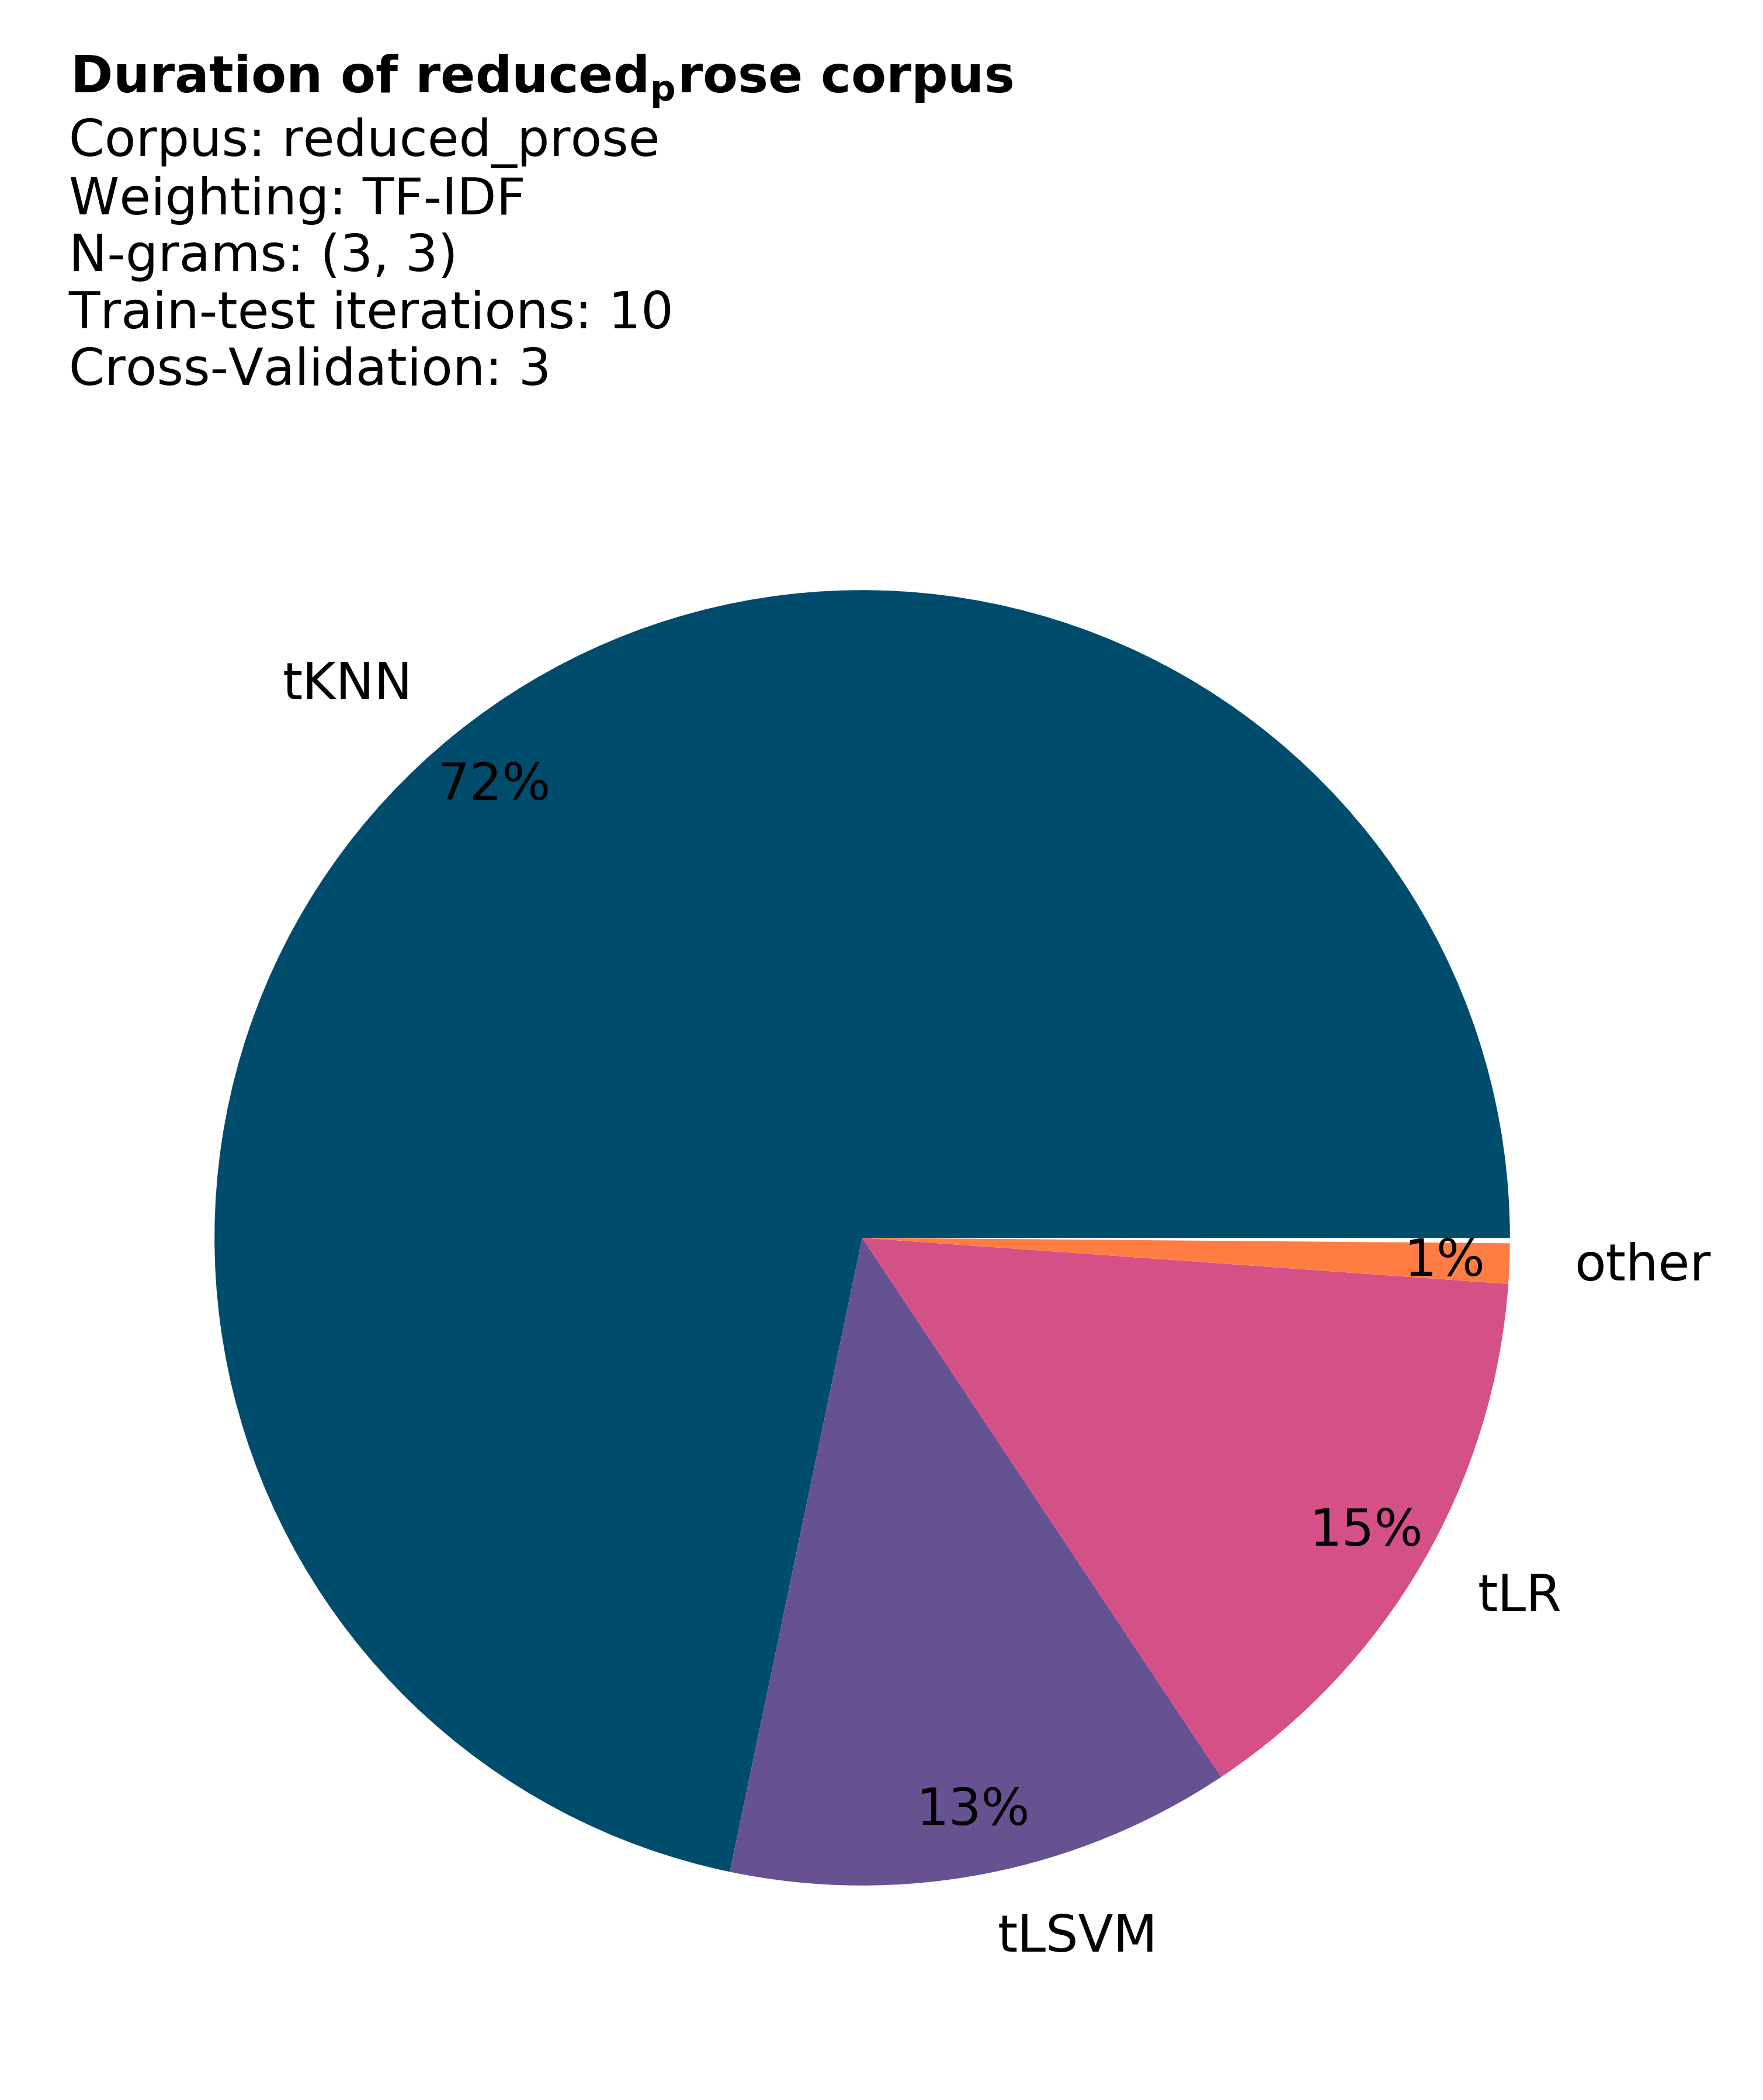 Duration of reducedₚrose corpus
Corpus: reduced_prose
Weighting: TF-IDF
N-grams: (3, 3)
Train-test iterations: 10
Cross-Validation: 3
tKNN
72%
1%
other
15%
tLR
13%
tLSVM